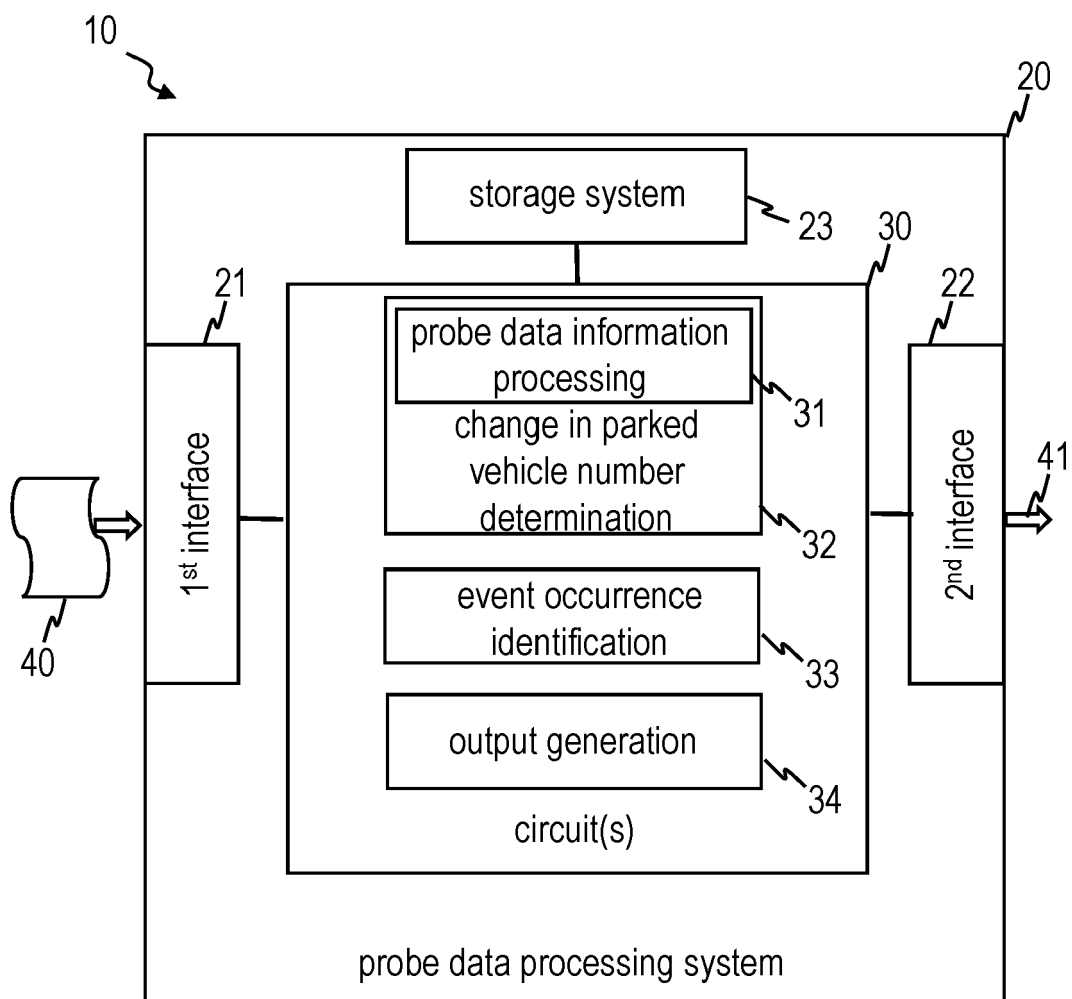 10
20
storage system
23
30
21
22
probe data information
processing
31
change in parked
vehicle number
determination
32
1st interface
2nd interface
41
40
event occurrence
identification
33
output generation
34
circuit(s)
probe data processing system